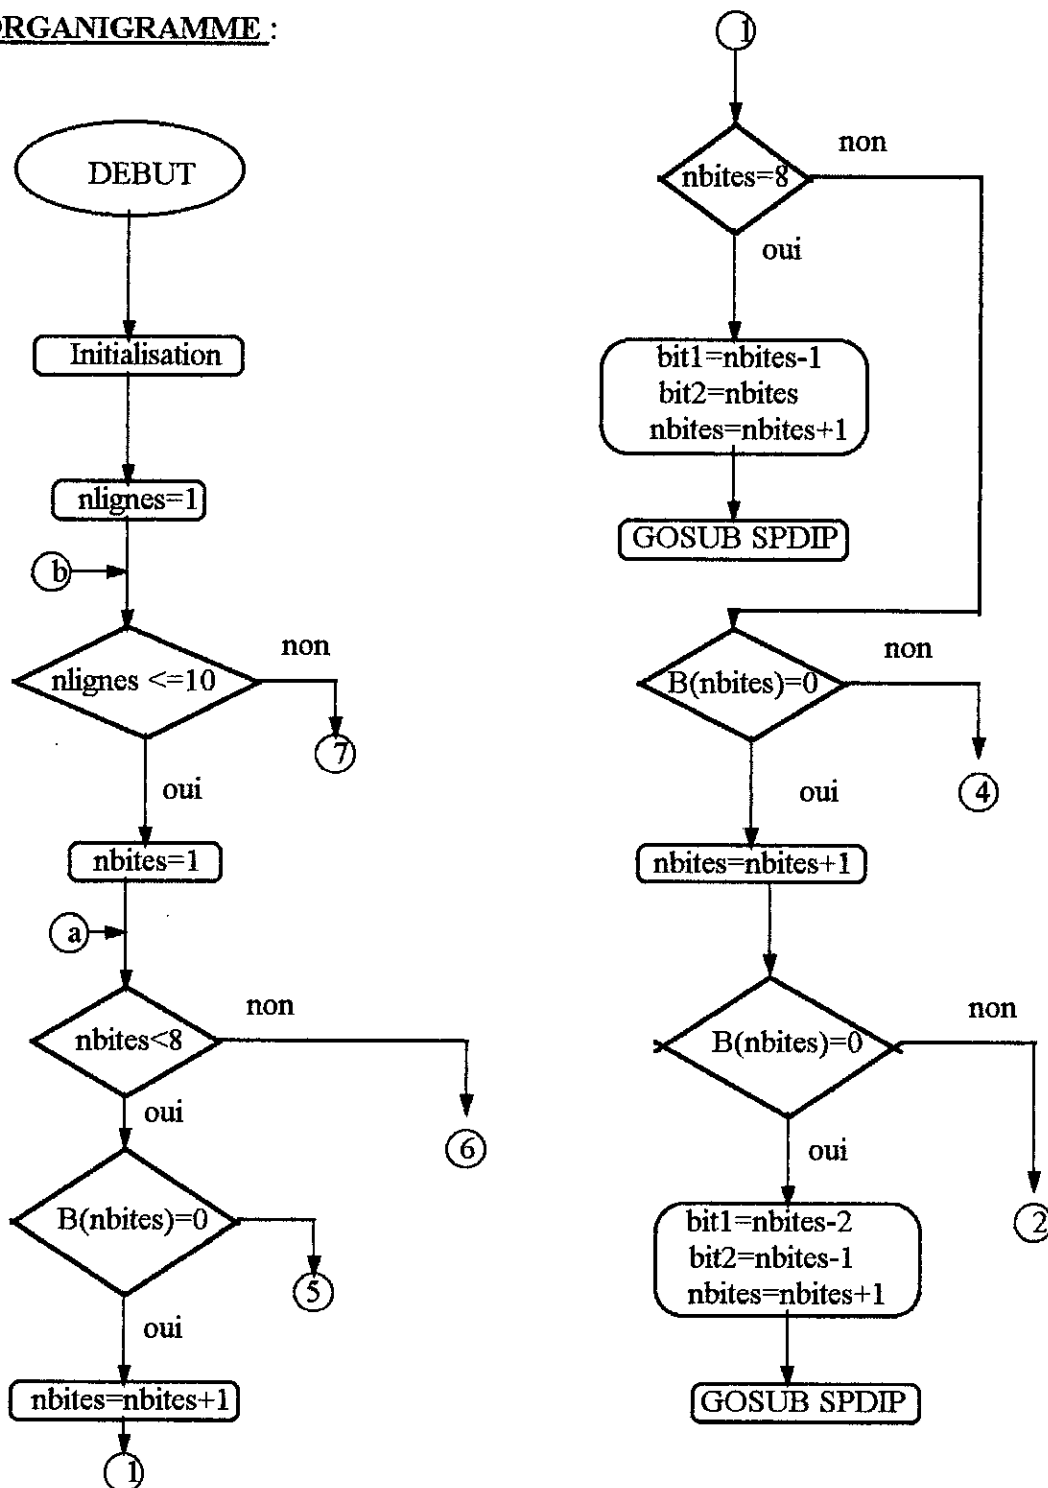 ORGANIGRAMME :
DEBUT
Initialisation
nlignes=1
b
nlignes <=10
non
7
oui
nbites=1
a
nbites<8
non
6
oui
B(nbites)=0
5
oui
nbites=nbites+1
1
1
nbites=8
non
oui
bit1=nbites-1
bit2=nbites
nbites=nbites+1
GOSUB SPDIP
B(nbites)=0
non
4
oui
nbites=nbites+1
B(nbites)=0
non
2
oui
bit1=nbites-2
bit2=nbites-1
nbites=nbites+1
GOSUB SPDIP